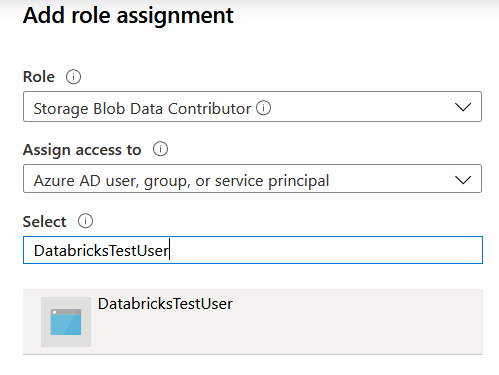 Add role assignment
Role
Storage Blob Data Contributor
Assign access to
Azure AD user, group, or service principal
Select
DatabricksTestUser
DatabricksTestUser